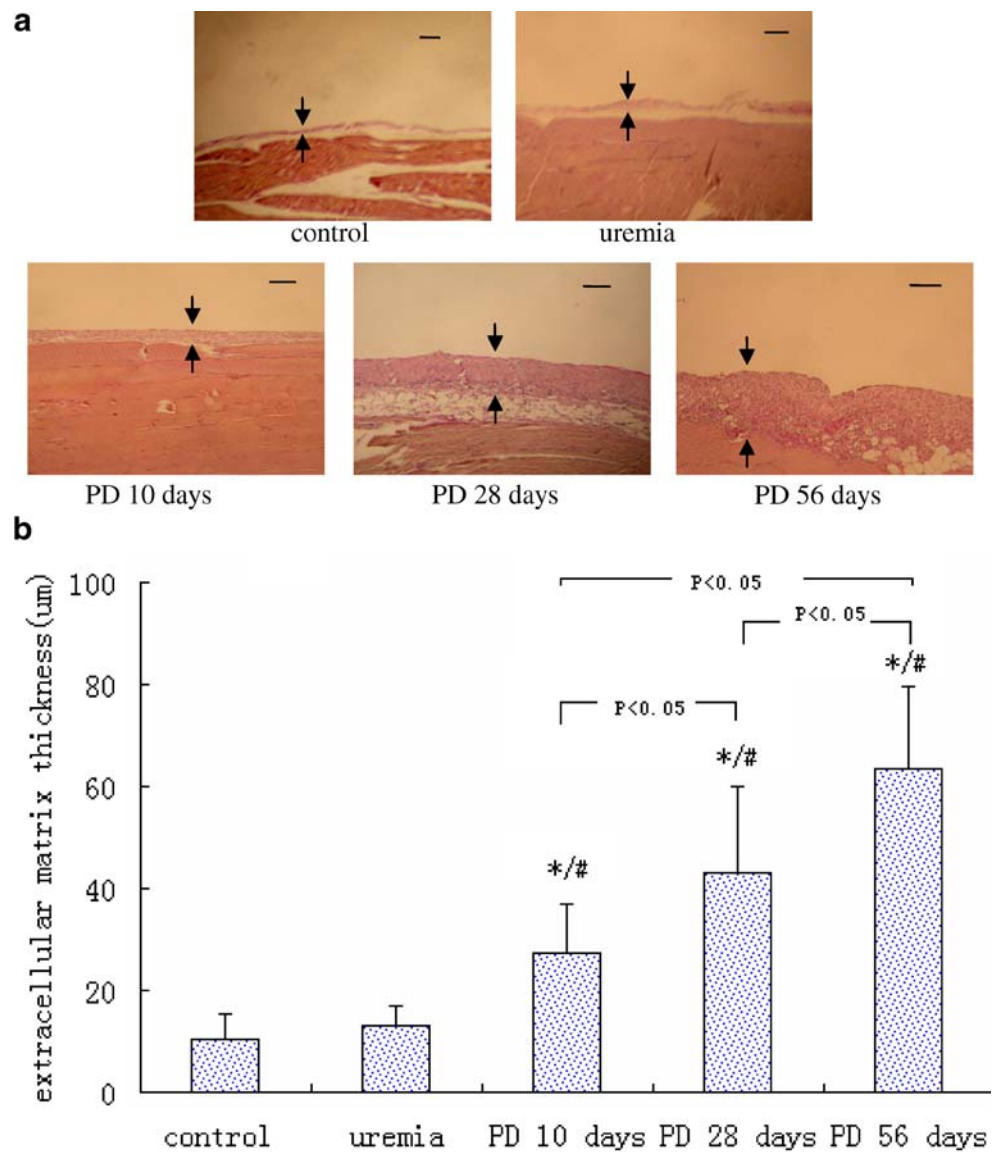 a
control
uremia
PD 10 days
PD 28 days
PD 56 days
b
extracellular matrix thickness(um)
100
80
60
40
20
0
P<0.05
P<0.05
P<0.05
*/#
*/#
*/#
control
uremia
PD 10 days
PD 28 days
PD 56 days